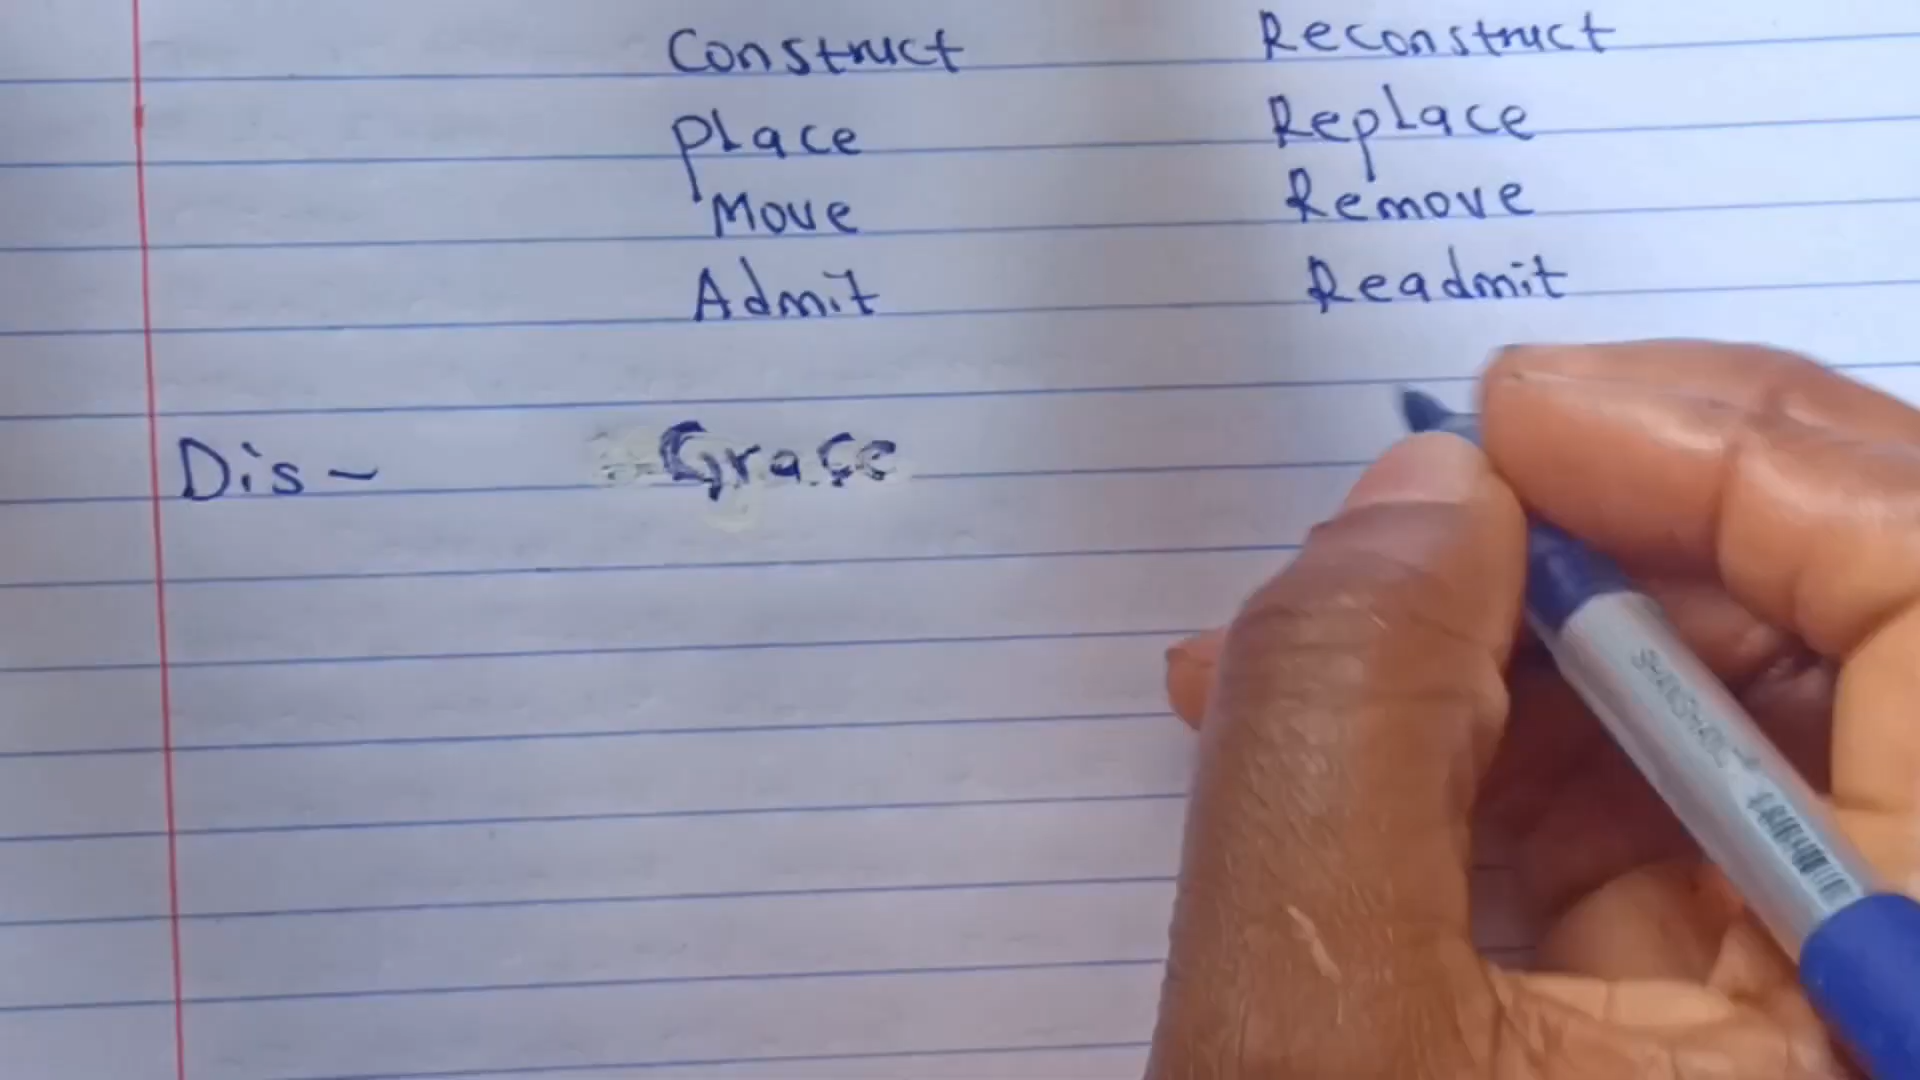 Construct Reconstruct
Place Replace
Move Remove
Admit Readmit
Dis- Grace